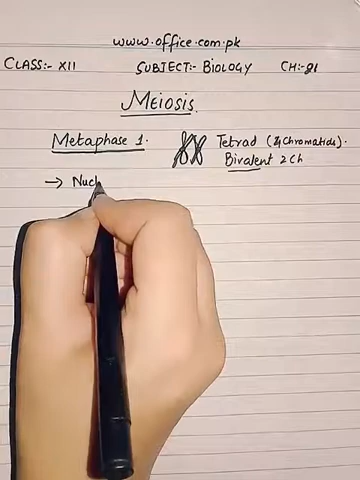 www.office.com.pk
CLASS:- XII SUBJECT:- BIOLOGY CH:-21
MEIOSIS.
Metaphase 1. Tetrad (4 Chromatids).
Bivalent 2 Ch
→ Nucl